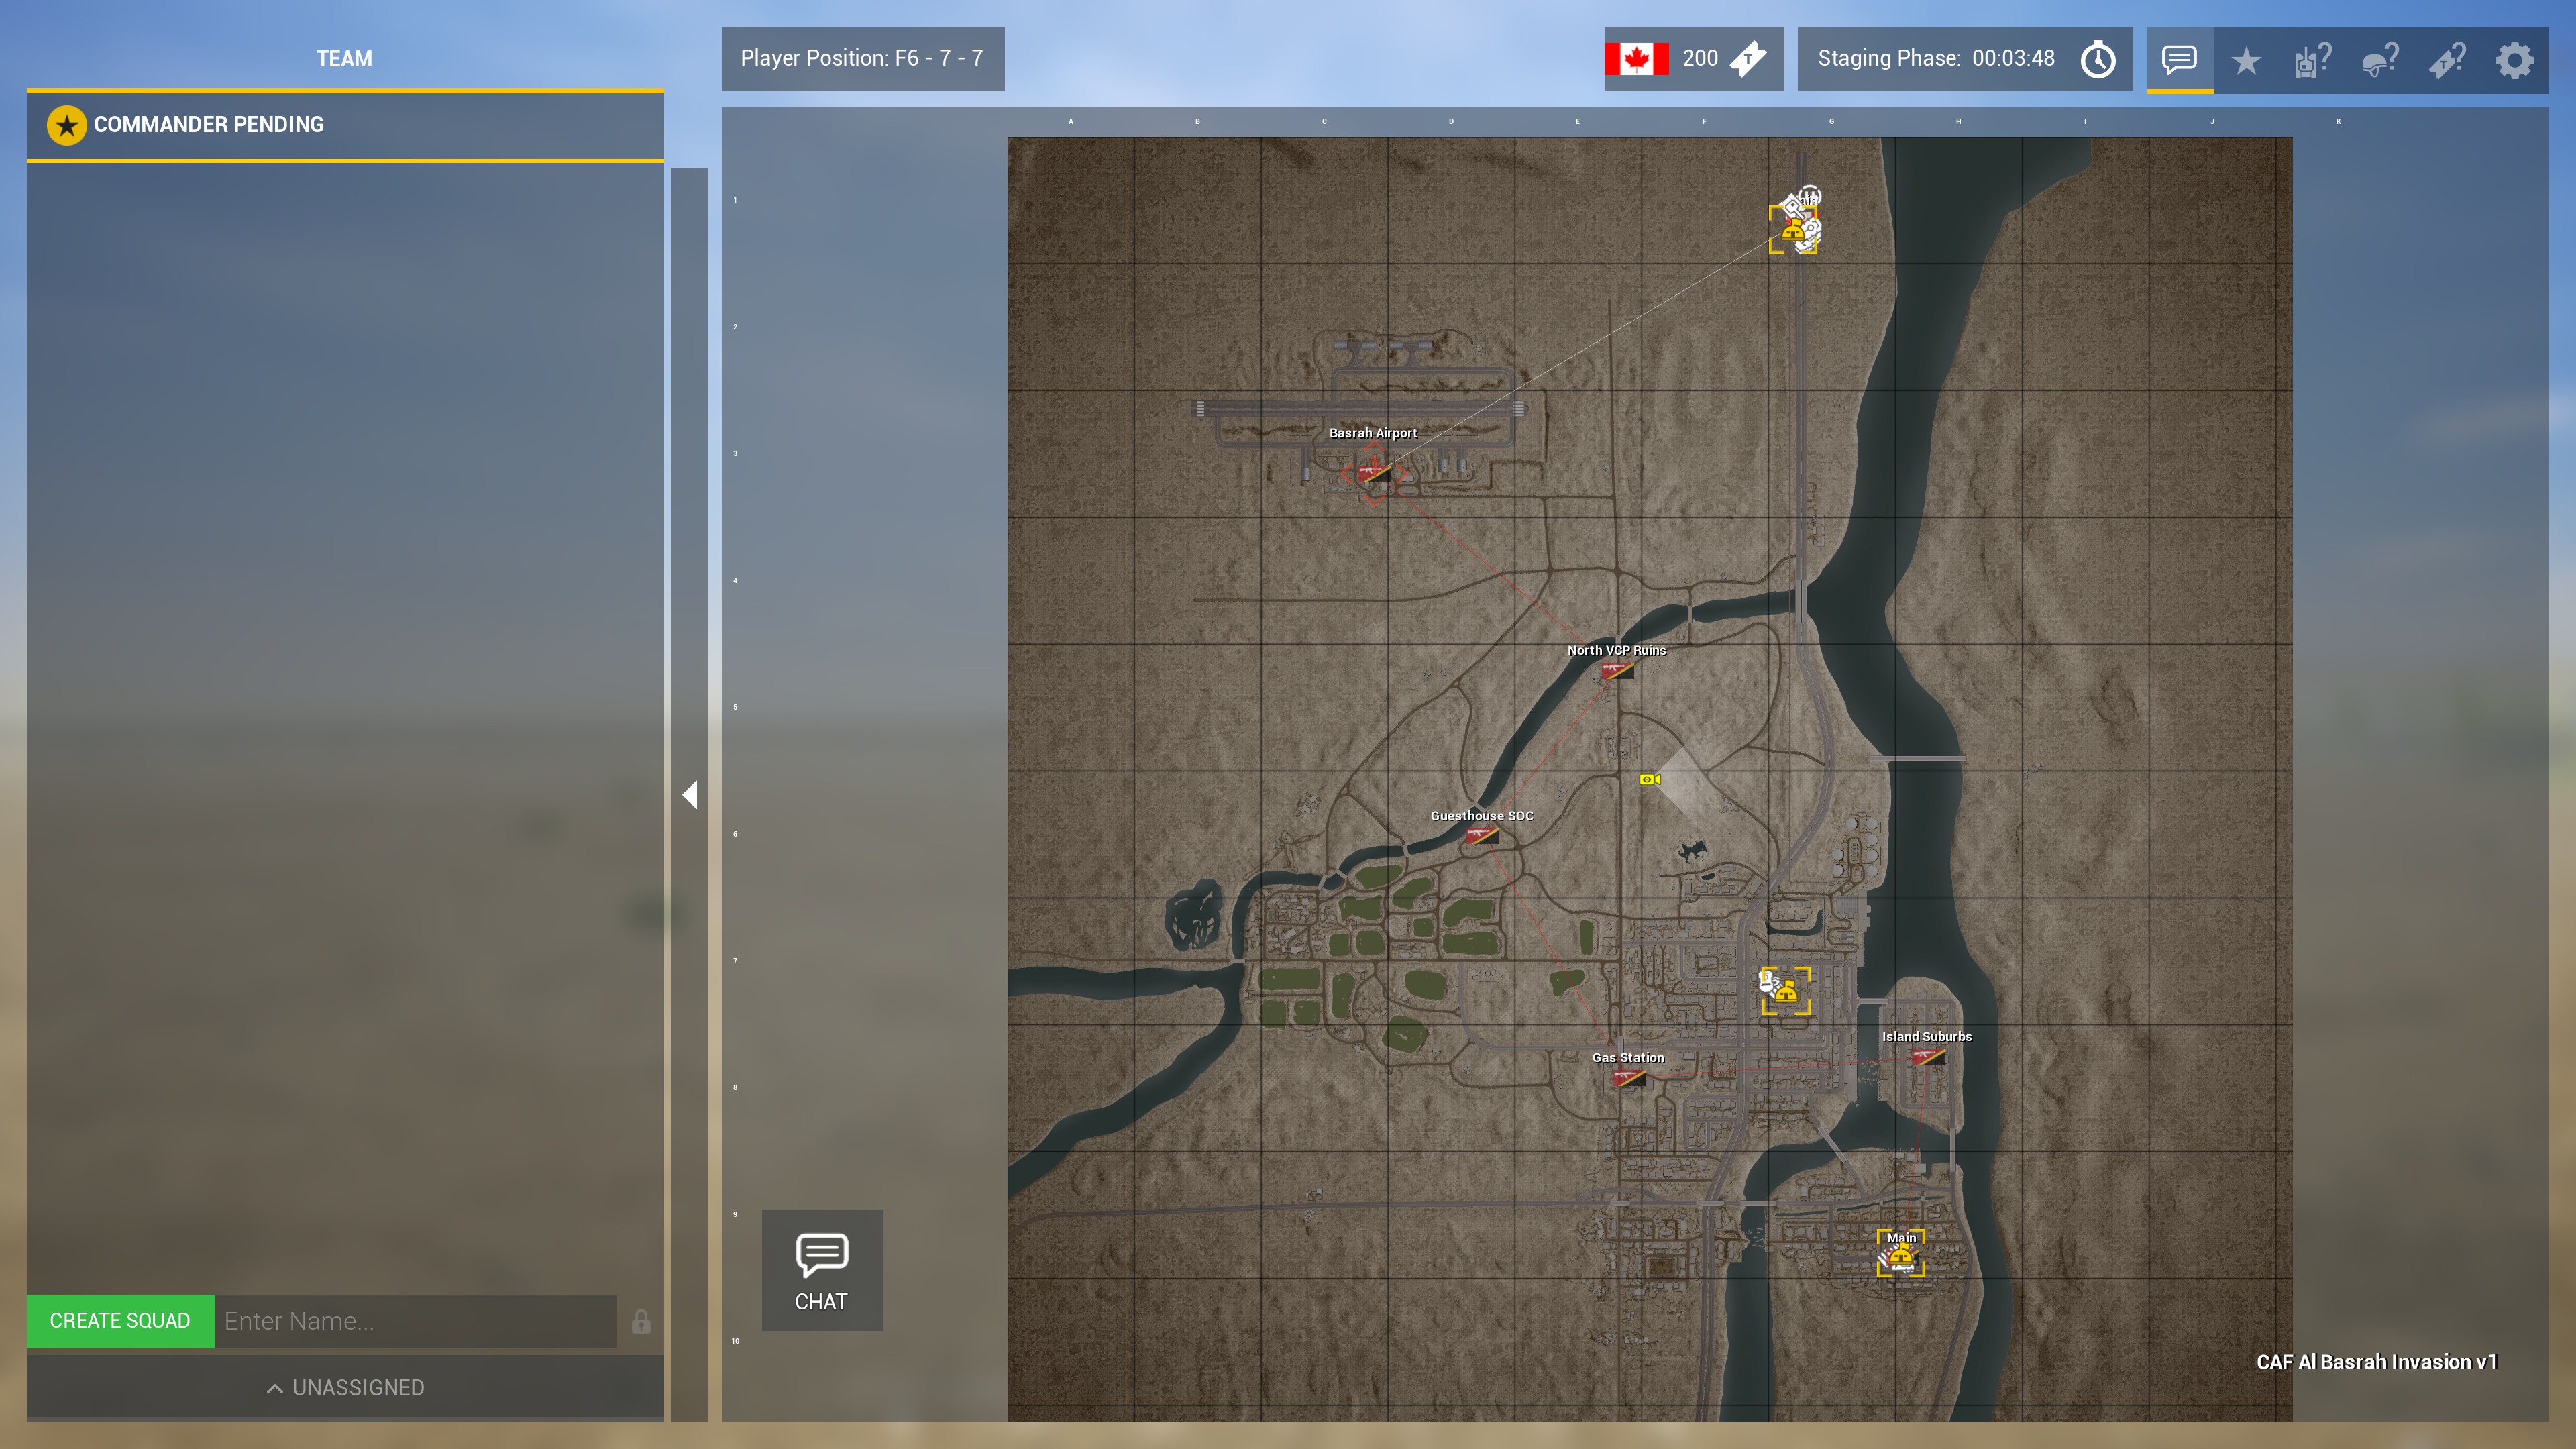 TEAM
Player Position: F6 - 7 - 7
200
T
Staging Phase: 00:03:48
COMMANDER PENDING
A B C D E F G H I J K
1
2
Basrah Airport
3
4
North VCP Ruins
5
Guesthouse SOC
6
7
Island Suburbs
Gas Station
8
9
Main
CHAT
CREATE SQUAD Enter Name...
10
CAF Al Basrah Invasion v1
UNASSIGNED